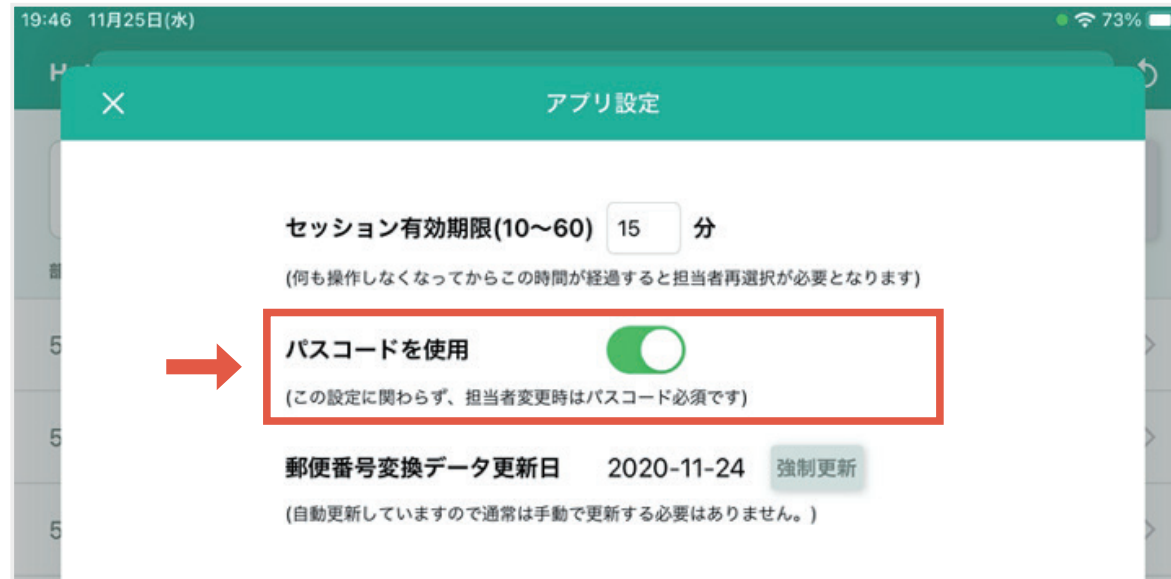 19:46 11月25日(水)
73%
アプリ設定
セッション有効期限(10〜60) 15 分
(何も操作しなくなってからこの時間が経過すると担当者再選択が必要となります)
パスコードを使用
(この設定に関わらず、担当者変更時はパスコード必須です)
郵便番号変換データ更新日 2020-11-24 強制更新
(自動更新していますので通常は手動で更新する必要はありません。)
5
5
5